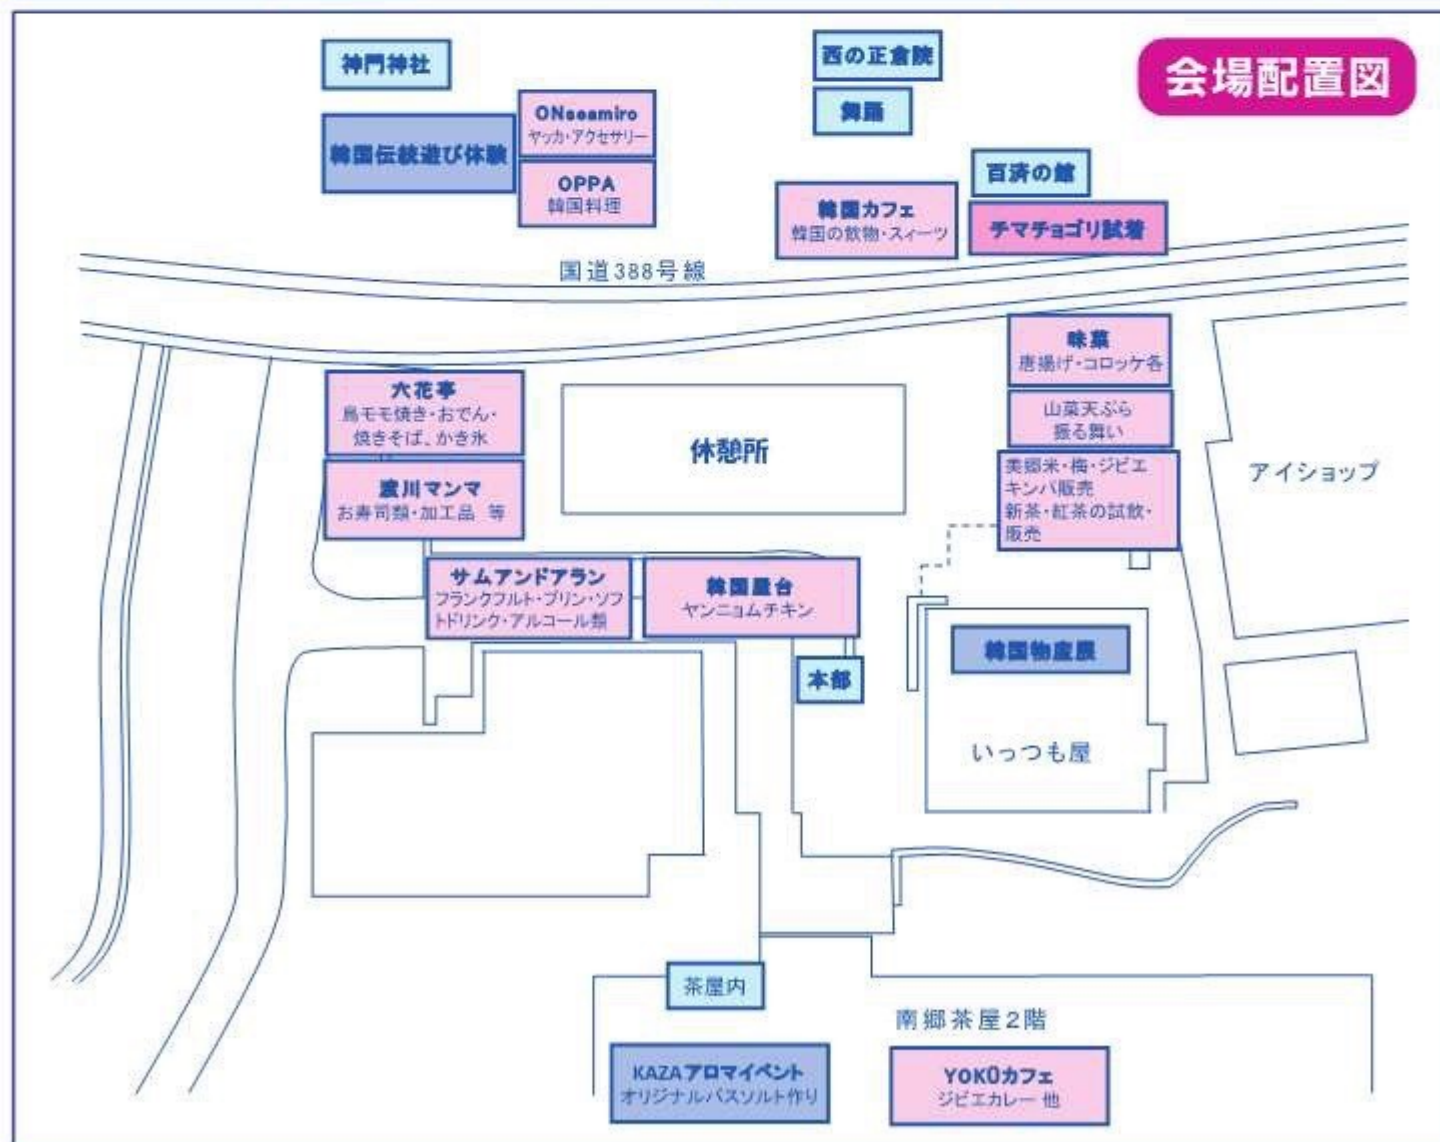 会場配置図
神門神社
西の正倉院
舞踊
韓国伝統遊び体験
ONseamiro
ヤッカ・アクセサリー
OPPA
韓国料理
百済の館
韓国カフェ
韓国の飲物・スィーツ
チマチョゴリ試着
国道388号線
味菜
唐揚げ・コロッケ各
山菜天ぷら
振る舞い
美郷米・梅・ジビエ
キンパ販売
新茶・紅茶の試飲・
販売
六花亭
鳥モモ焼き・おでん・
焼きそば、かき氷
休憩所
アイショップ
渡川マンマ
お寿司類・加工品 等
サムアンドアラン
フランクフルト・プリン・ソフ
トドリンク・アルコール類
韓国屋台
ヤンニョムチキン
本部
韓国物産展
いっつも屋
茶屋内
南郷茶屋2階
KAZAアロマイベント
オリジナルバスソルト作り
YOKOカフェ
ジビエカレー 他